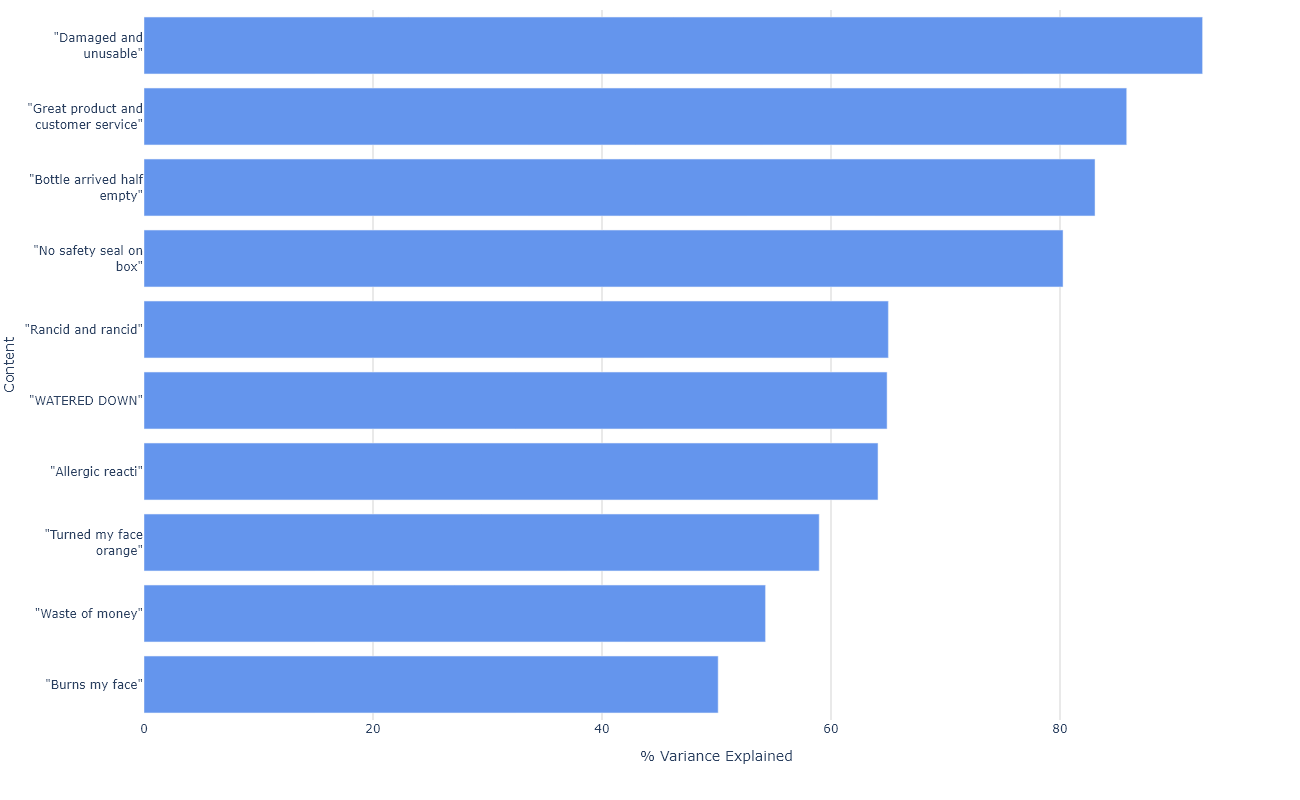 "Damaged and
unusable"
"Great product and
customer service"
"Bottle arrived half
empty"
"No safety seal on
box"
"Rancid and rancid"
"WATERED DOWN"
"Allergic reacti"
"Turned my face
orange"
"Waste of money"
"Burns my face"
Content
0 20 40 60 80
% Variance Explained